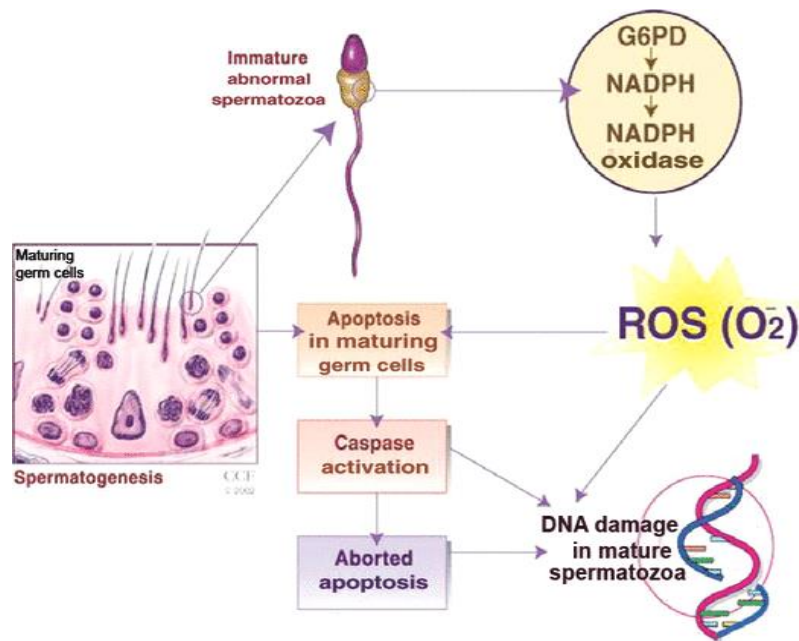 Immature
abnormal
spermatozoa
G6PD
NADPH
NADPH
oxidase
Maturing
germ cells
Spermatogenesis
CCF
© 2002
Apoptosis
in maturing
germ cells
ROS (O₂⁻)
Caspase
activation
Aborted
apoptosis
DNA damage
in mature
spermatozoa